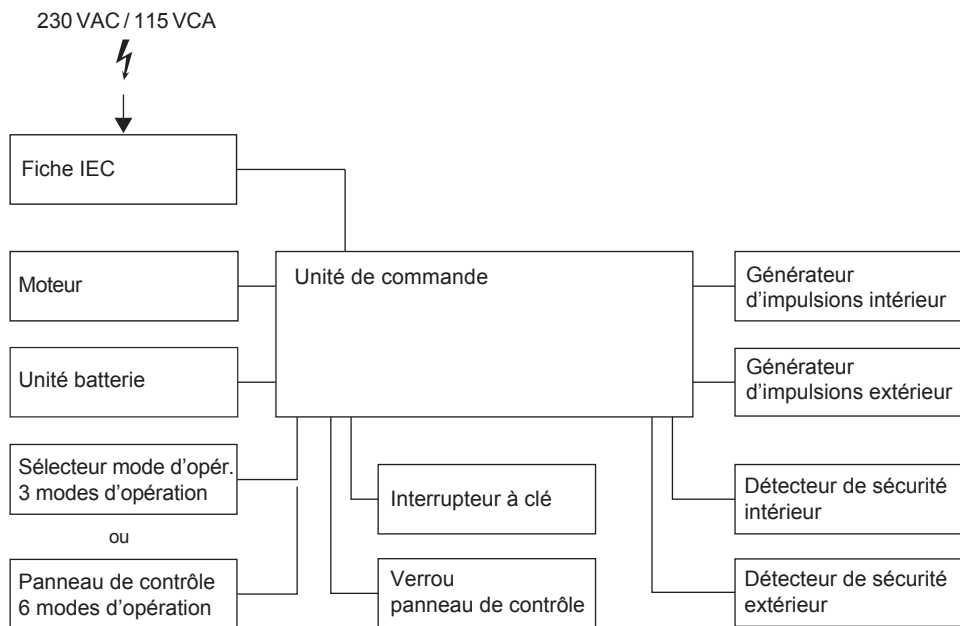 230 VAC / 115 VCA
Fiche IEC
Moteur
Unité de commande
Générateur
d’impulsions intérieur
Unité batterie
Générateur
d’impulsions extérieur
Sélecteur mode d’opér.
3 modes d’opération
ou
Panneau de contrôle
6 modes d’opération
Interrupteur à clé
Verrou
panneau de contrôle
Détecteur de sécurité
intérieur
Détecteur de sécurité
extérieur